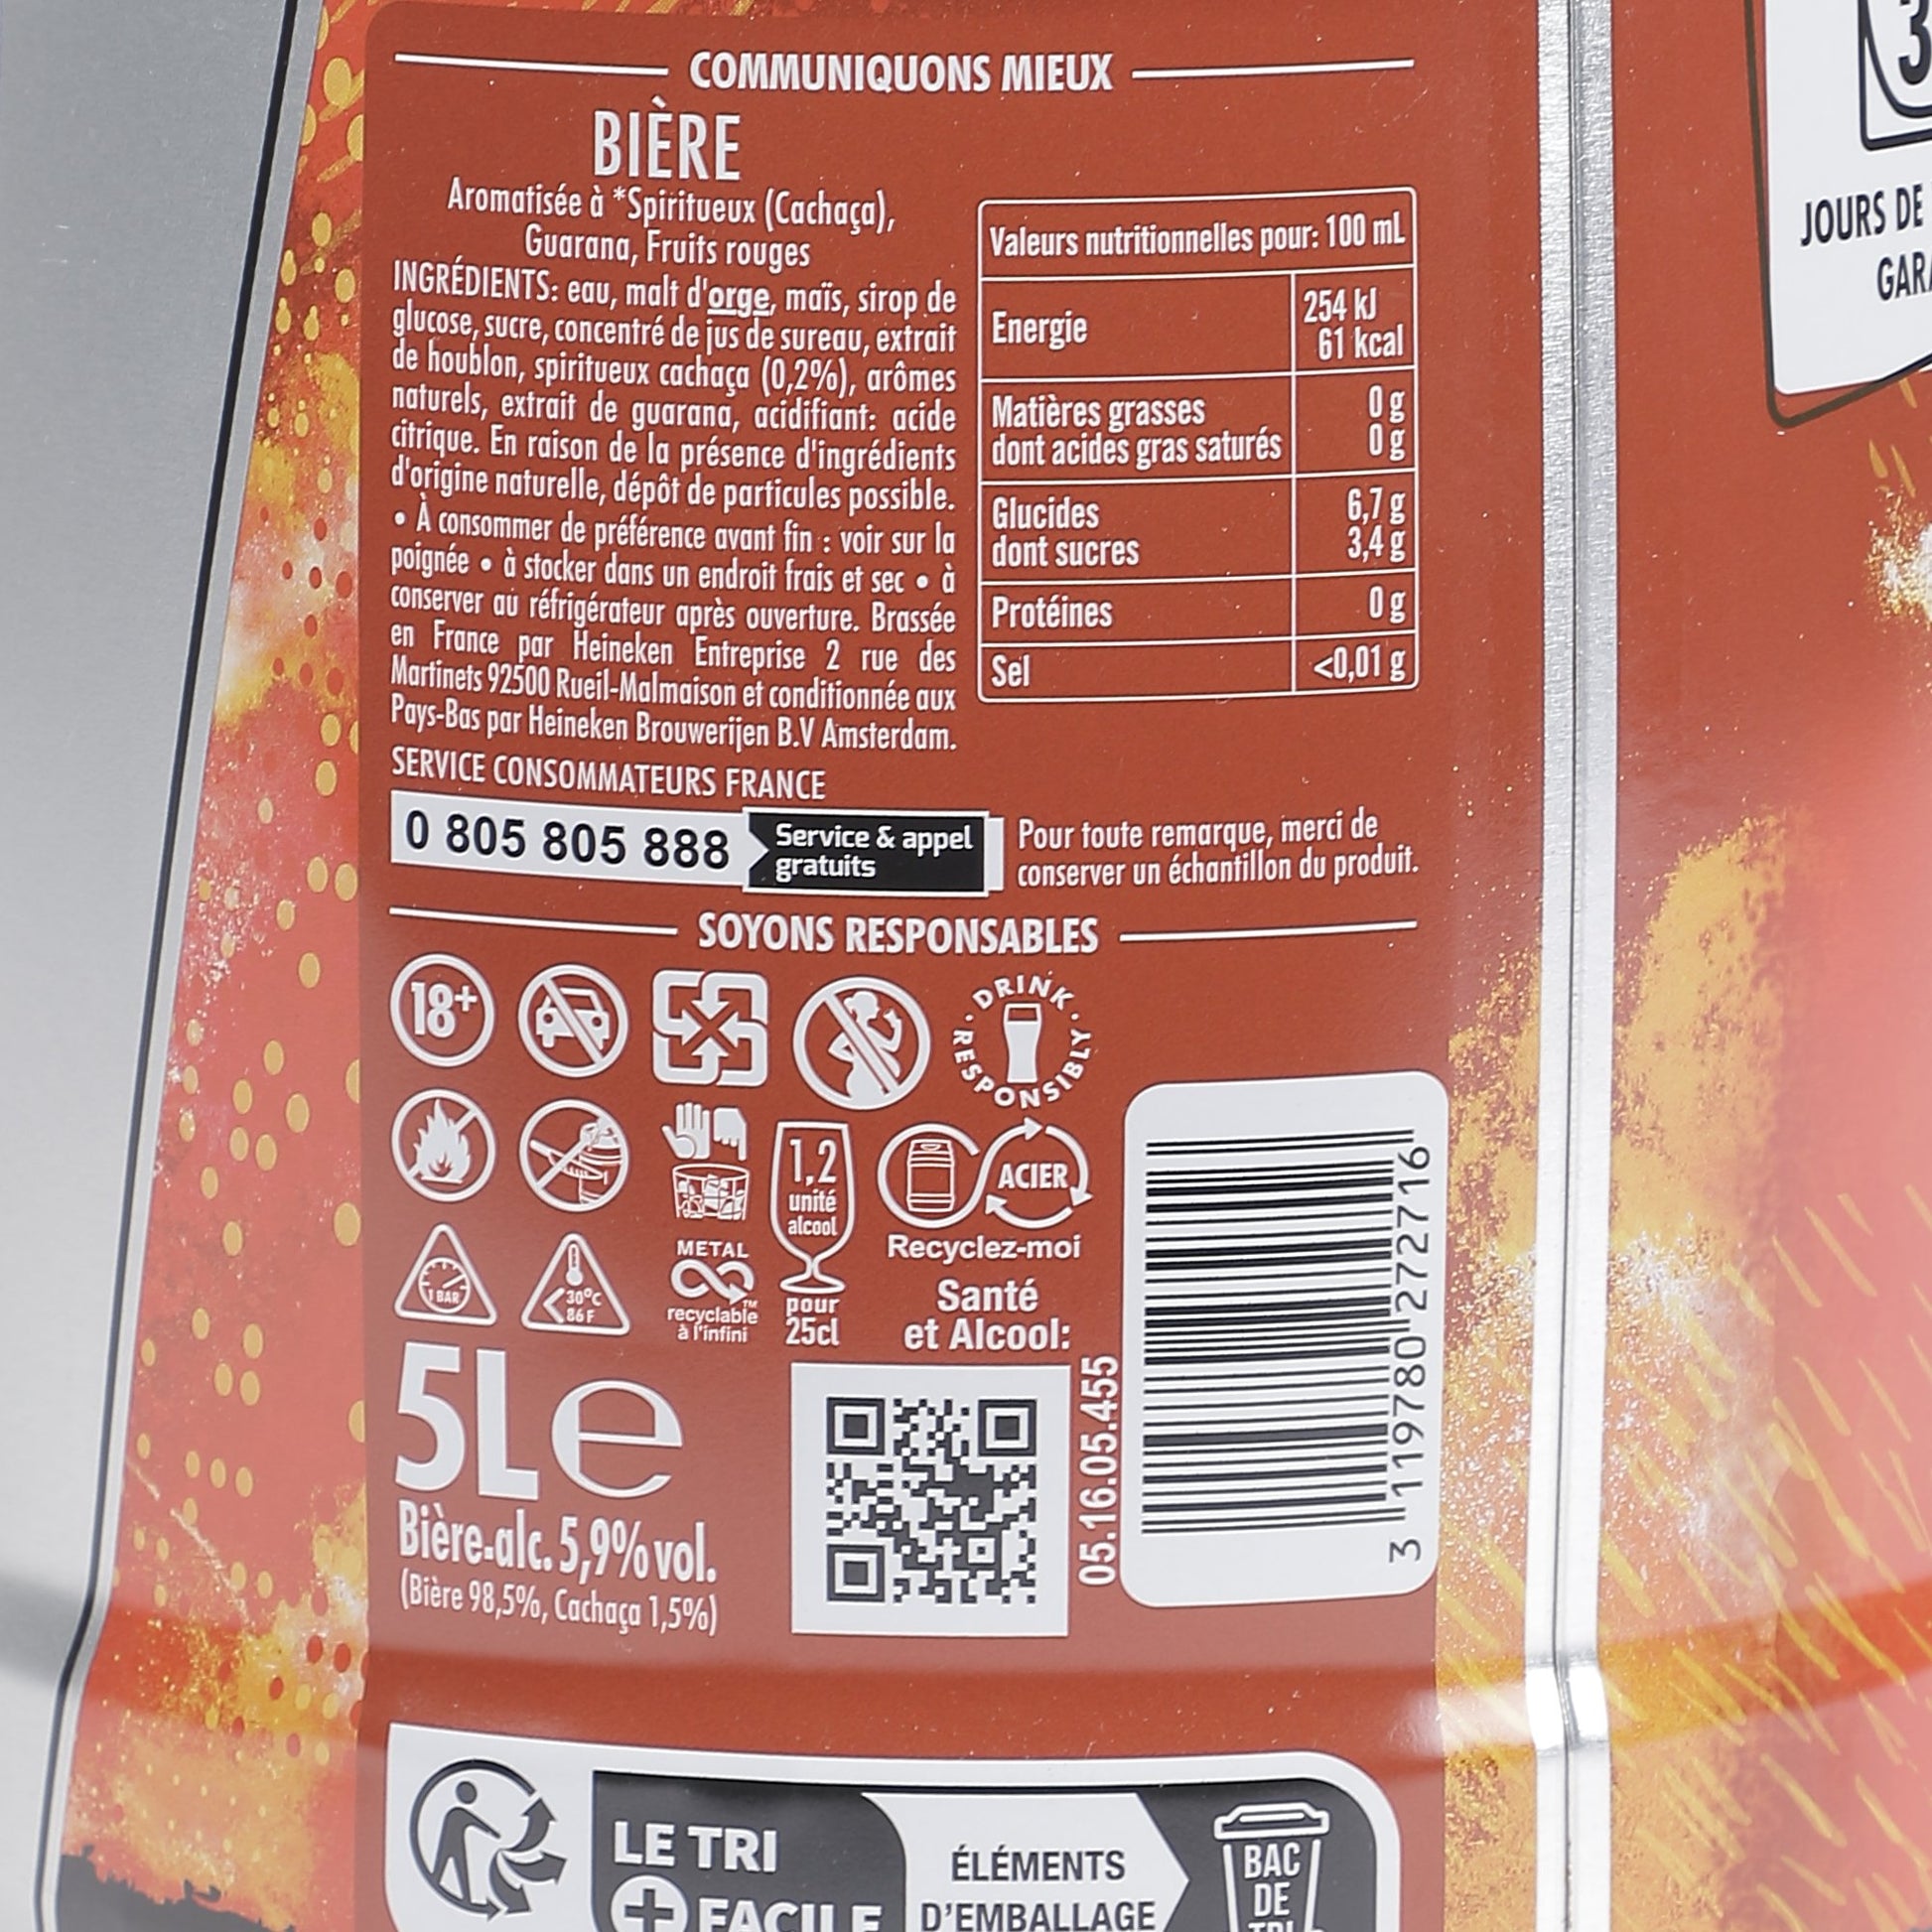 COMMUNIQUONS MIEUX
BIÈRE
Aromatisée à *Spiritueux (Cachaça),
Guarana, Fruits rouges
INGRÉDIENTS: eau, malt d'orge, maïs, sirop de
glucose, sucre, concentré de jus de sureau, extrait
de houblon, spiritueux cachaça (0,2%), arômes
naturels, extrait de guarana, acidifiant: acide
citrique. En raison de la présence d'ingrédients
d'origine naturelle, dépôt de particules possible.
• À consommer de préférence avant fin : voir sur la
poignée • à stocker dans un endroit frais et sec • à
conserver au réfrigérateur après ouverture. Brassée
en France par Heineken Entreprise 2 rue des
Martinets 92500 Rueil-Malmaison et conditionnée aux
Pays-Bas par Heineken Brouwerijen B.V Amsterdam.
Valeurs nutritionnelles pour: 100 mL
Energie 254 kJ
61 kcal
Matières grasses 0 g
dont acides gras saturés 0 g
Glucides 6,7 g
dont sucres 3,4 g
Protéines 0 g
Sel <0,01 g
SERVICE CONSOMMATEURS FRANCE
0 805 805 888
Service & appel
gratuits
Pour toute remarque, merci de
conserver un échantillon du produit.
SOYONS RESPONSABLES
18+
DRINK RESPONSIBLY
1,2
unité
alcool
pour
25cl
ACIER
Recyclez-moi
1 BAR
<30°C
86 F
METAL
recyclable™
à l'infini
Santé
et Alcool:
5L e
Bière-alc. 5,9% vol.
(Bière 98,5%, Cachaça 1,5%)
05.16.05.455
3 119780 272716
LE TRI
+ FACILE
ÉLÉMENTS
D'EMBALLAGE
BAC
DE
TRI
3
JOURS DE